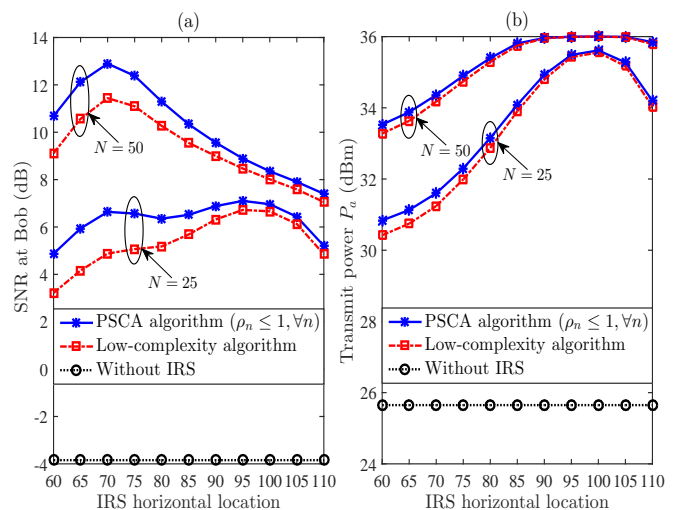 (a)
14
12
10
8
6
4
2
0
-2
-4
SNR at Bob (dB)
N = 50
N = 25
PSCA algorithm (ρn ≤ 1, ∀n)
Low-complexity algorithm
Without IRS
60 65 70 75 80 85 90 95 100 105 110
IRS horizontal location
(b)
36
34
32
30
28
26
24
Transmit power Pa (dBm)
N = 50
N = 25
PSCA algorithm (ρn ≤ 1, ∀n)
Low-complexity algorithm
Without IRS
60 65 70 75 80 85 90 95 100 105 110
IRS horizontal location